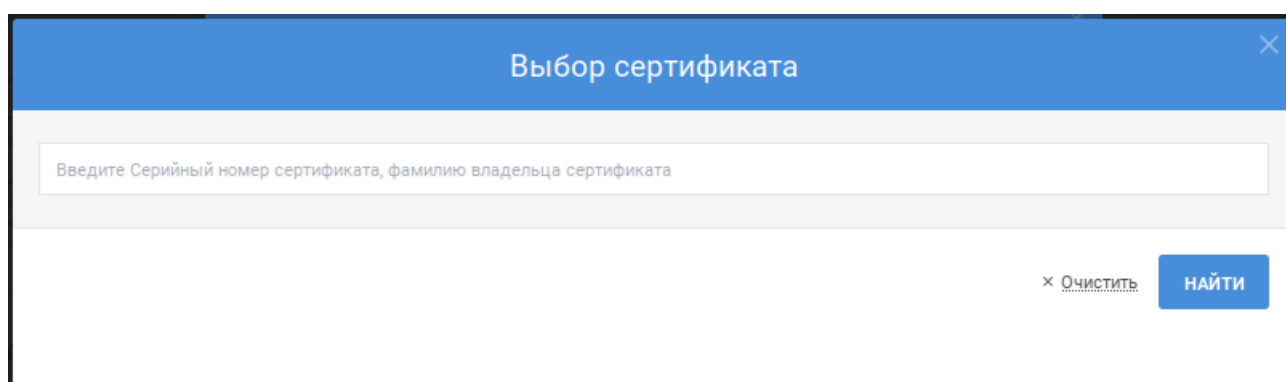 Выбор сертификата
Введите Серийный номер сертификата, фамилию владельца сертификата
× Очистить
НАЙТИ